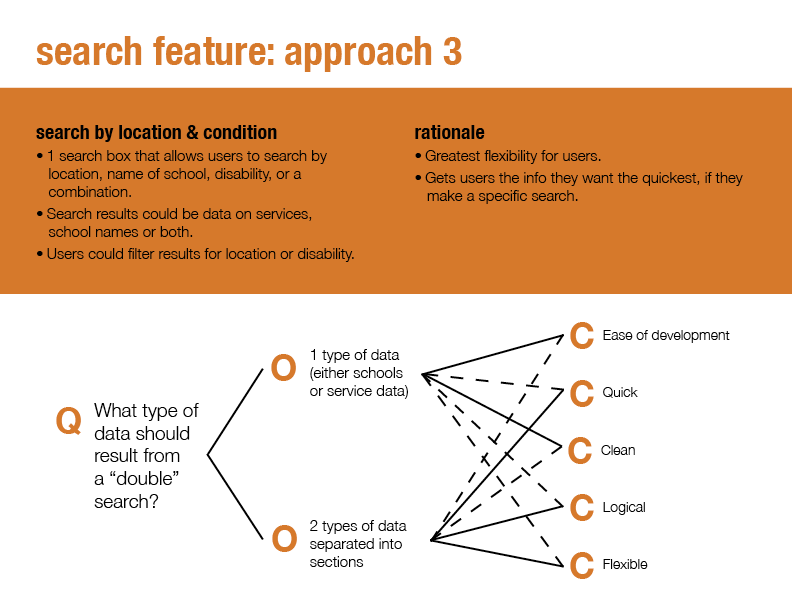 search feature: approach 3
search by location & condition
• 1 search box that allows users to search by
location, name of school, disability, or a
combination.
• Search results could be data on services,
school names or both.
• Users could filter results for location or disability.
rationale
• Greatest flexibility for users.
• Gets users the info they want the quickest, if they
make a specific search.
Q
What type of
data should
result from
a “double”
search?
O
1 type of data
(either schools
or service data)
O
2 types of data
separated into
sections
C Ease of development
C Quick
C Clean
C Logical
C Flexible